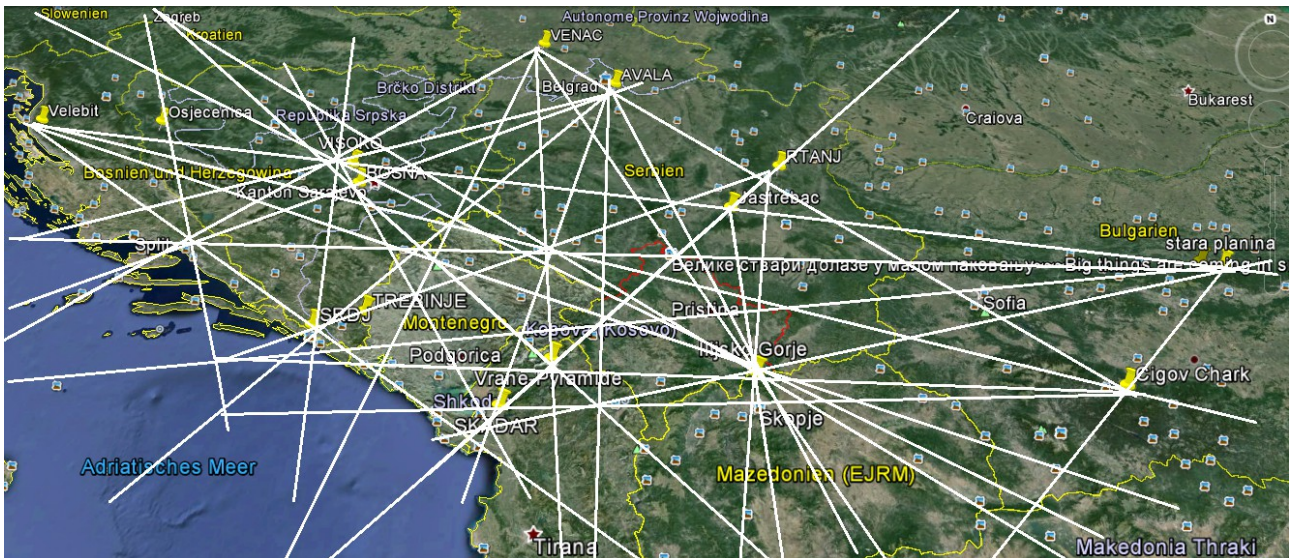 Slowenien
Zagreb
Autonome Provinz Wojwodina
N
Kroatien
VENAC
AVALA
Brčko Distrikt
Belgrad
Bukarest
Velebit
Osjecenica
Republika Srpska
Craiova
VISOKO
RTANJ
Bosnien und Herzegowina
BOSNA
Serbien
Kanton Sarajevo
Jastrebac
Bulgarien
Split
stara planina
Велике ствари долазе у малом паковању
Big things are coming in s
TREBINJE
Sofia
SRDJ
Pristina
Montenegro
Kosova (Kosovo)
Podgorica
Ilijsko Gorje
Vrane Pyramide
Cigov Chark
Shkod
SKADAR
Skopje
Adriatisches Meer
Mazedonien (EJRM)
Tirana
Makedonia Thraki